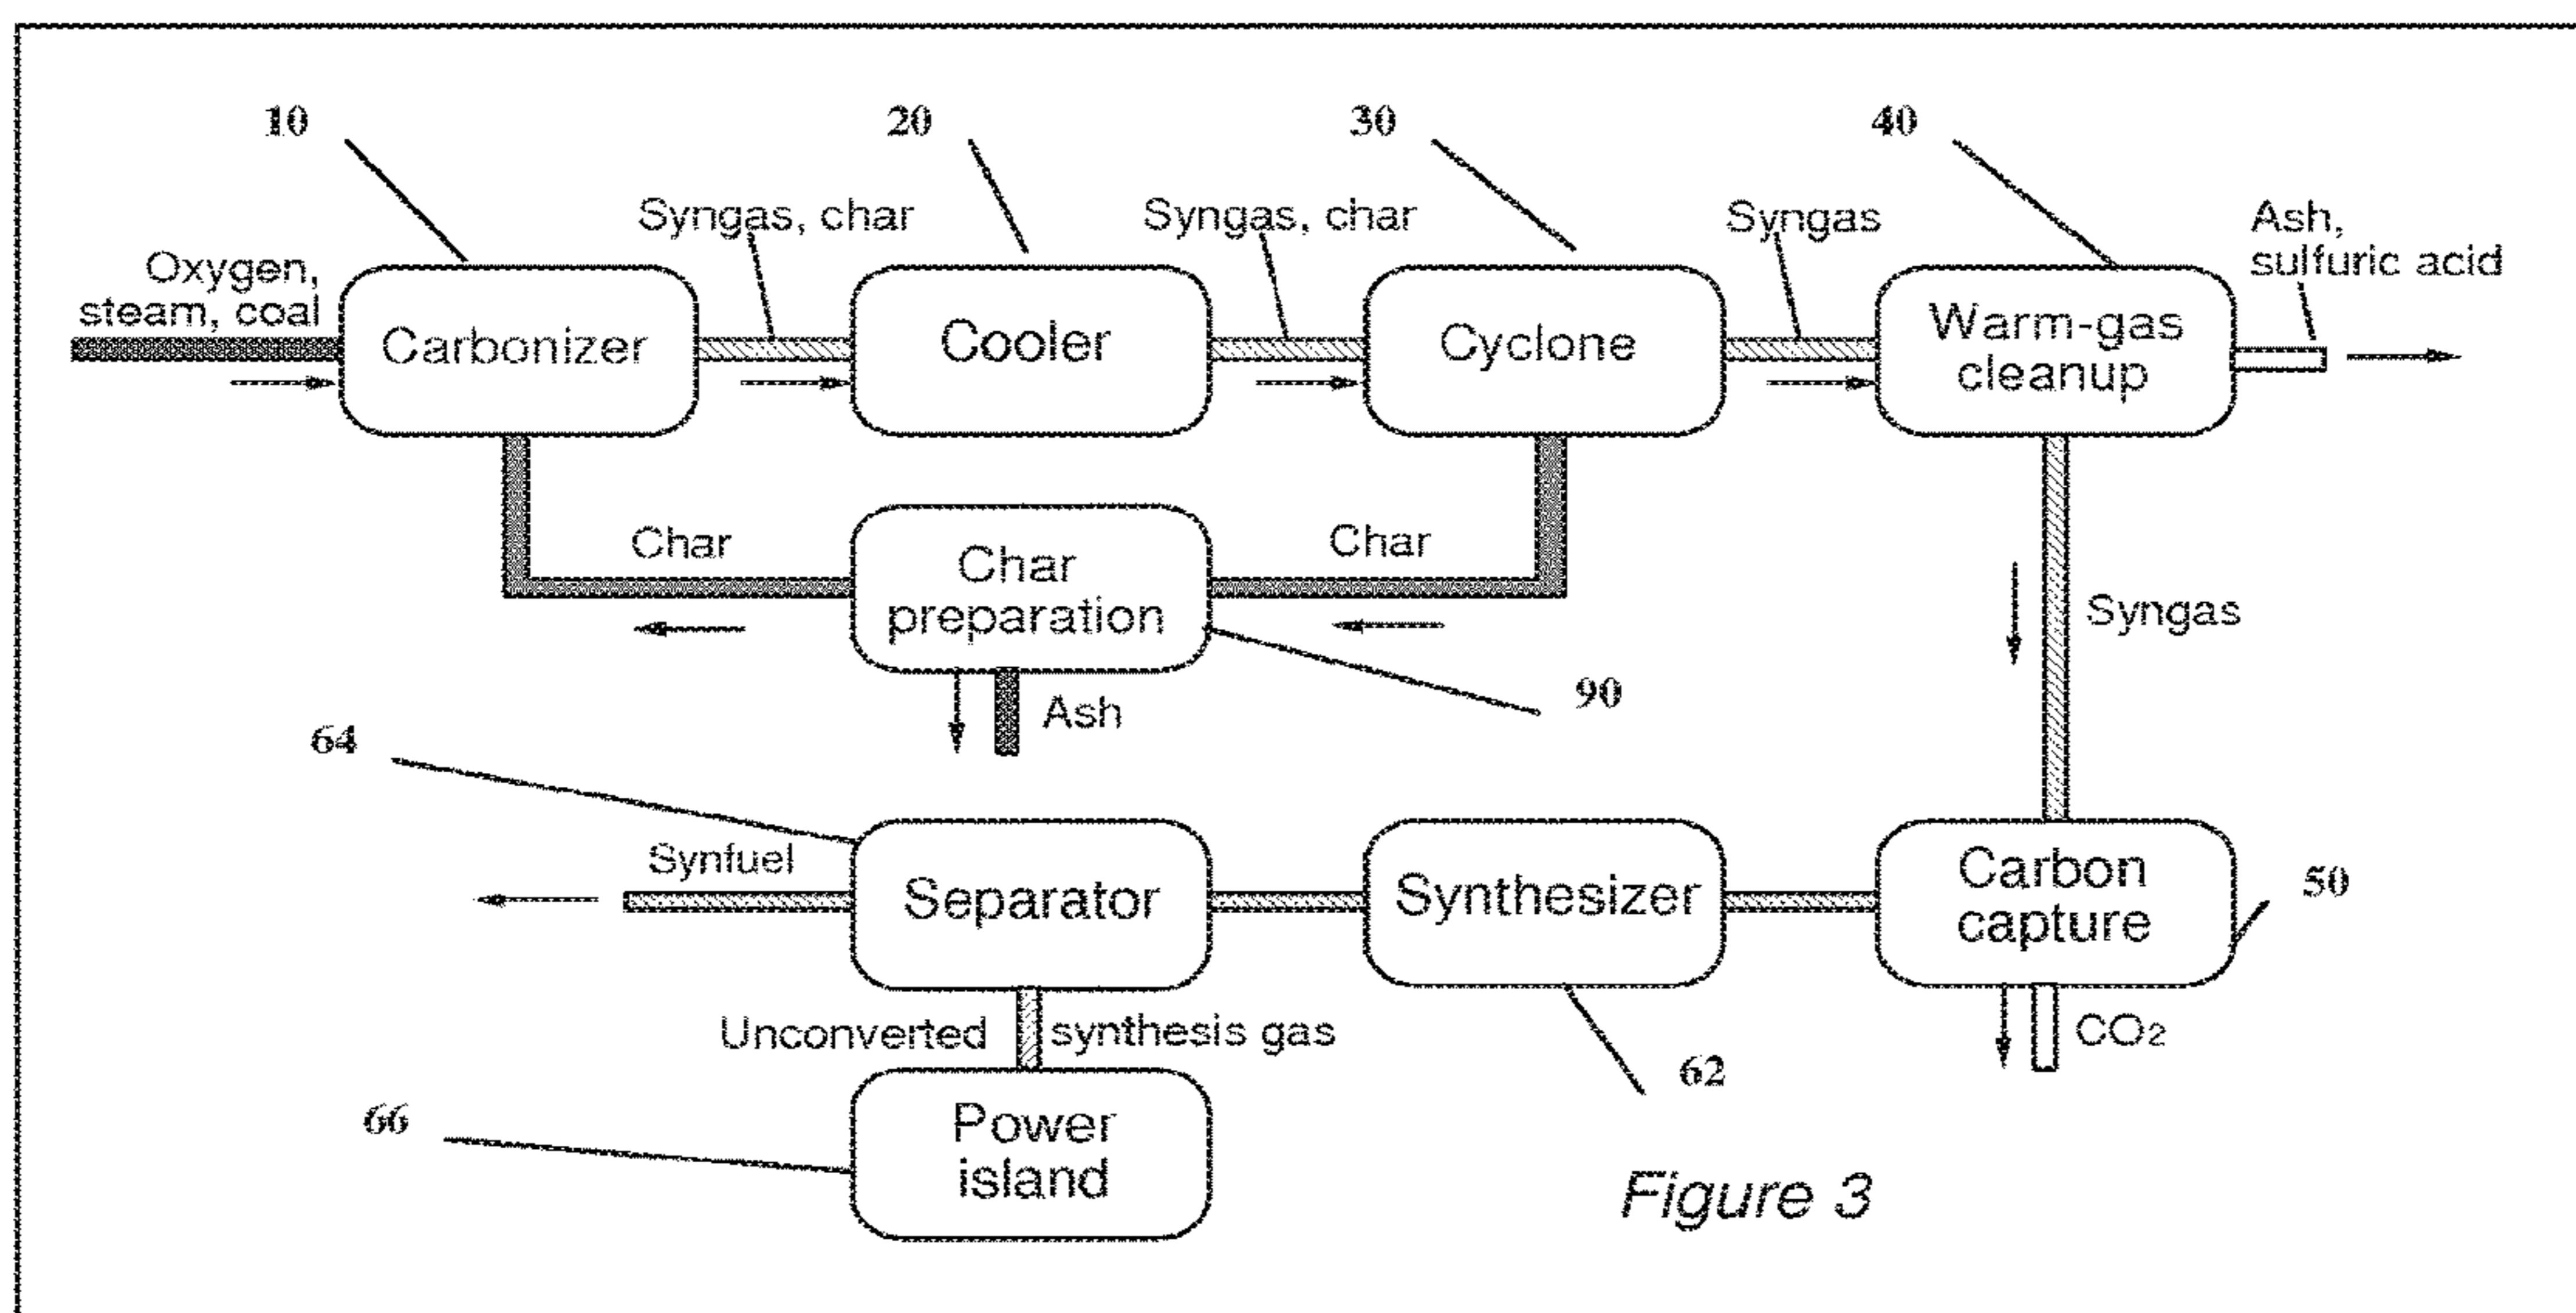 10
20
30
40
Syngas, char
Syngas, char
Syngas
Ash,
sulfuric acid
Oxygen,
steam, coal
Carbonizer
Cooler
Cyclone
Warm-gas
cleanup
Char
Char
preparation
Char
Syngas
90
Ash
64
Synfuel
Separator
Synthesizer
Carbon
capture
50
Unconverted synthesis gas
CO2
62
66
Power
island
Figure 3